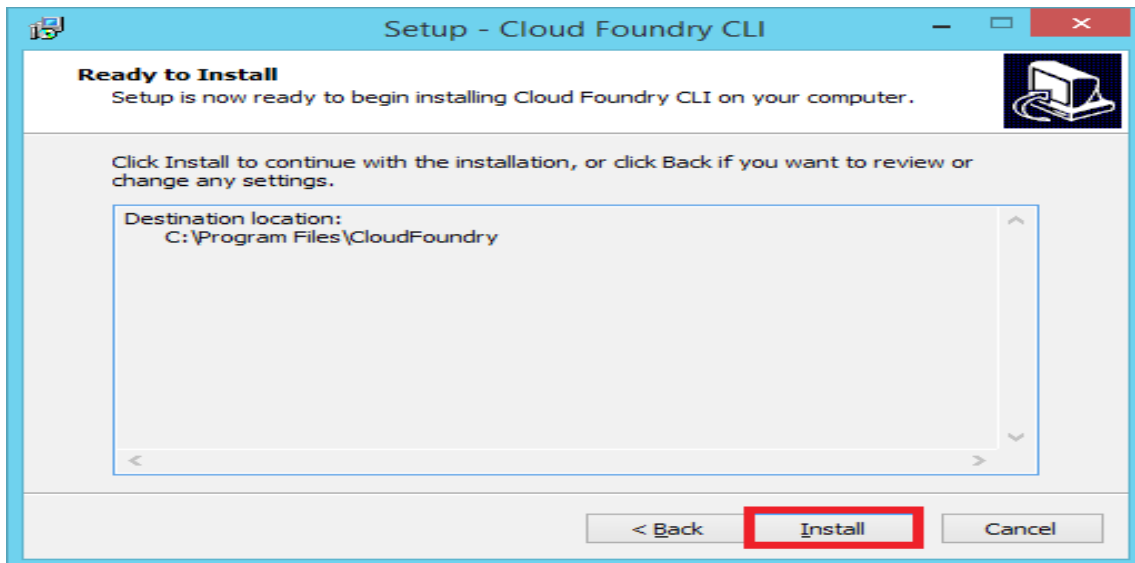 Setup - Cloud Foundry CLI
Ready to Install
Setup is now ready to begin installing Cloud Foundry CLI on your computer.
Click Install to continue with the installation, or click Back if you want to review or
change any settings.
Destination location:
C:\Program Files\CloudFoundry
< Back
Install
Cancel